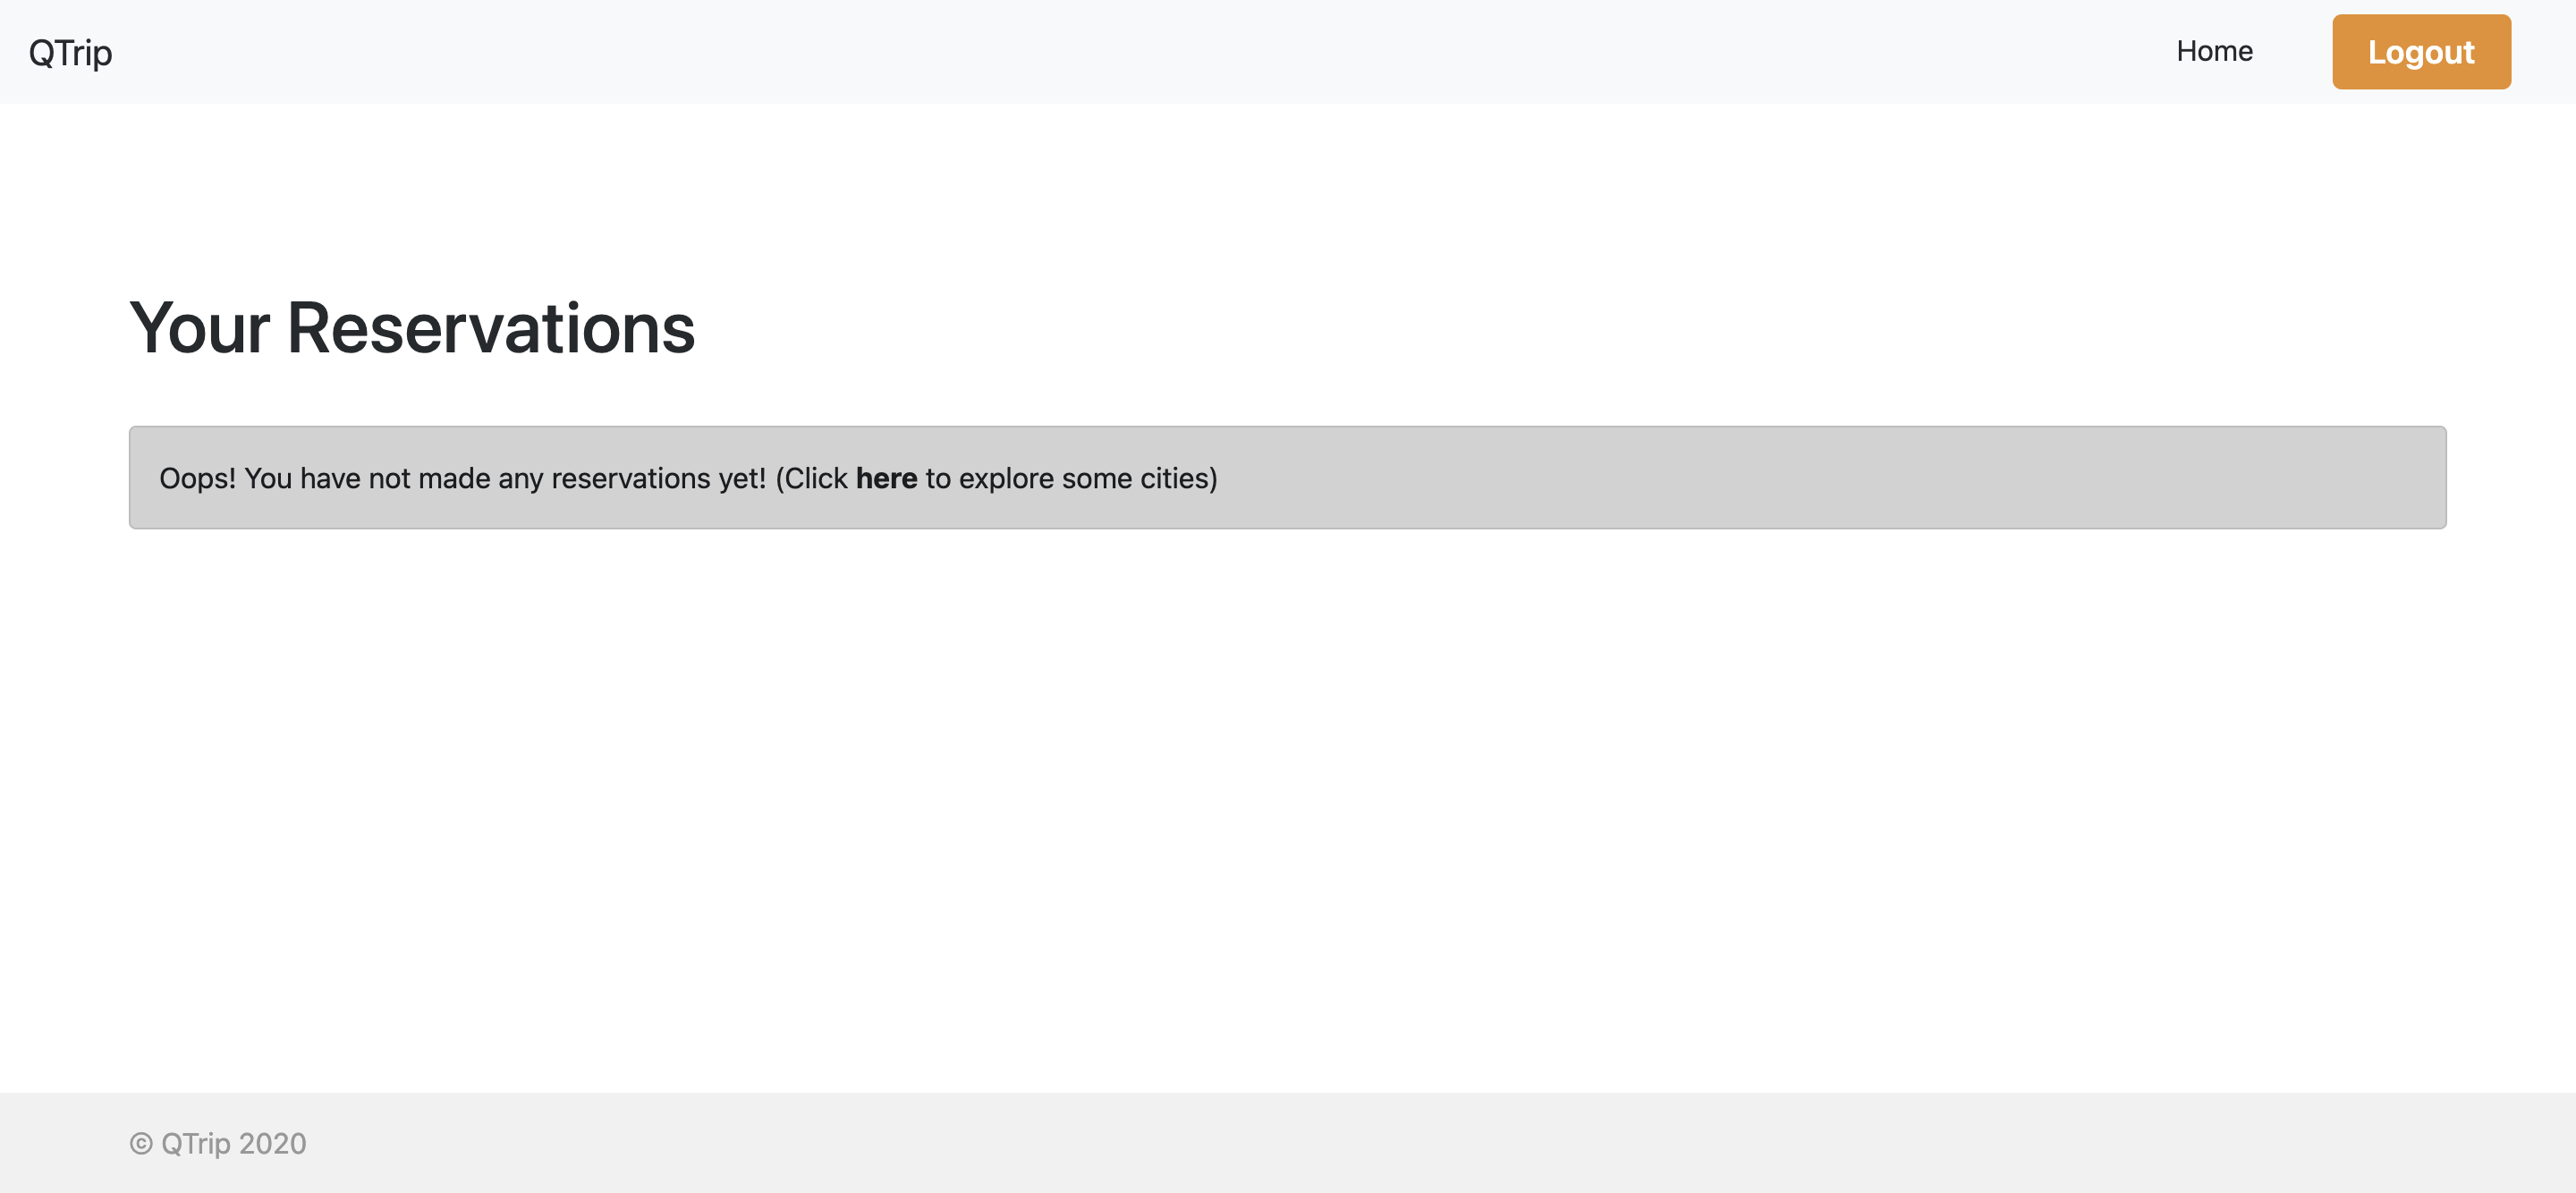 QTrip
Home
Logout
Your Reservations
Oops! You have not made any reservations yet! (Click here to explore some cities)
© QTrip 2020